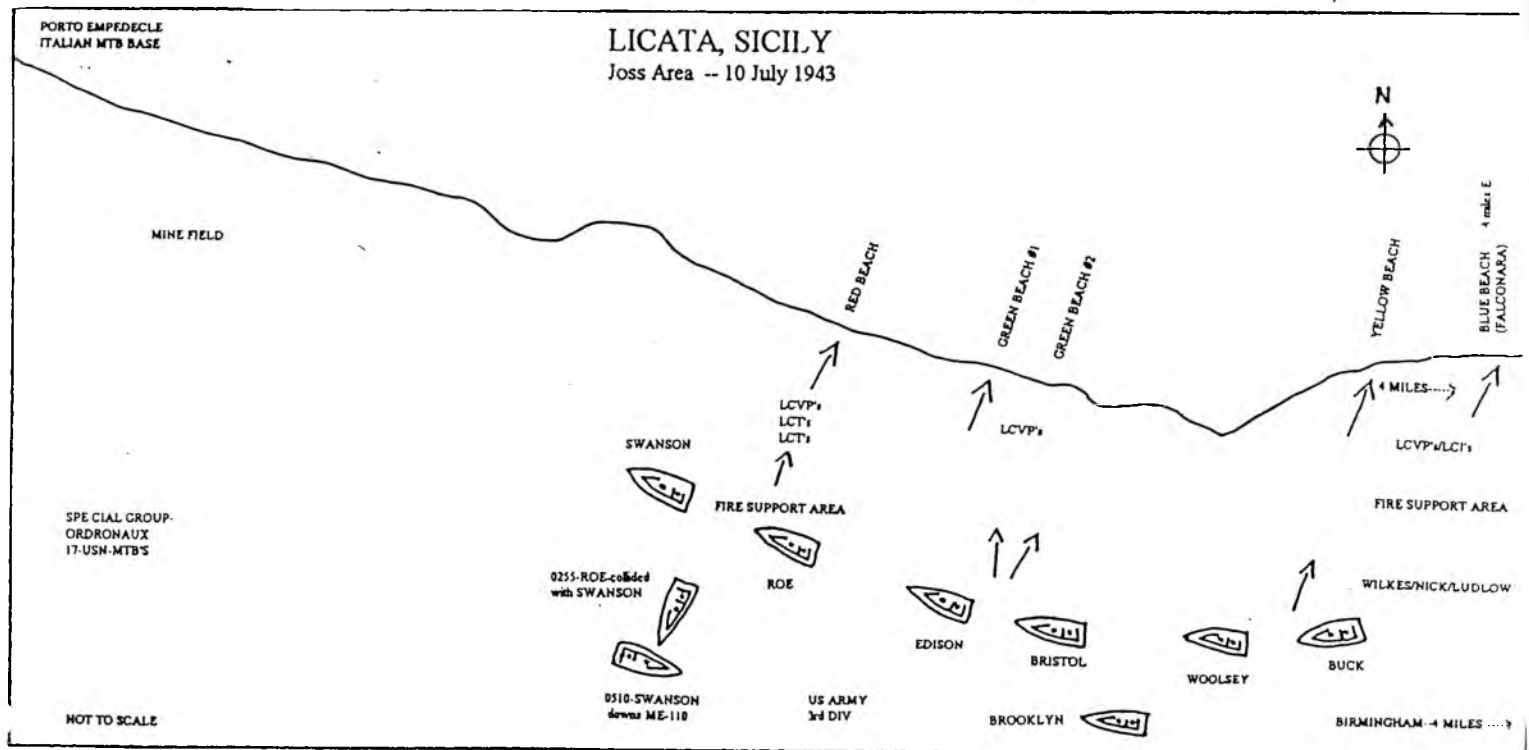 PORTO EMPEDECLE
ITALIAN MTB BASE
LICATA, SICILY
Joss Area -- 10 July 1943
N
MINE FIELD
RED BEACH
GREEN BEACH #1
GREEN BEACH #2
YELLOW BEACH
BLUE BEACH 4 miles E
(FALCONARA)
4 MILES.....>
LCVP's
LCT's
LCT's
LCVP's
LCVP's/LCI's
SWANSON
FIRE SUPPORT AREA
FIRE SUPPORT AREA
SPECIAL GROUP-
ORDRONAUX
17-USN-MTB'S
0255-ROE-collided
with SWANSON
ROE
WILKES/NICK/LUDLOW
EDISON
BRISTOL
WOOLSEY
BUCK
0510-SWANSON
downs ME-110
US ARMY
3rd DIV
NOT TO SCALE
BROOKLYN
BIRMINGHAM-4 MILES ....>